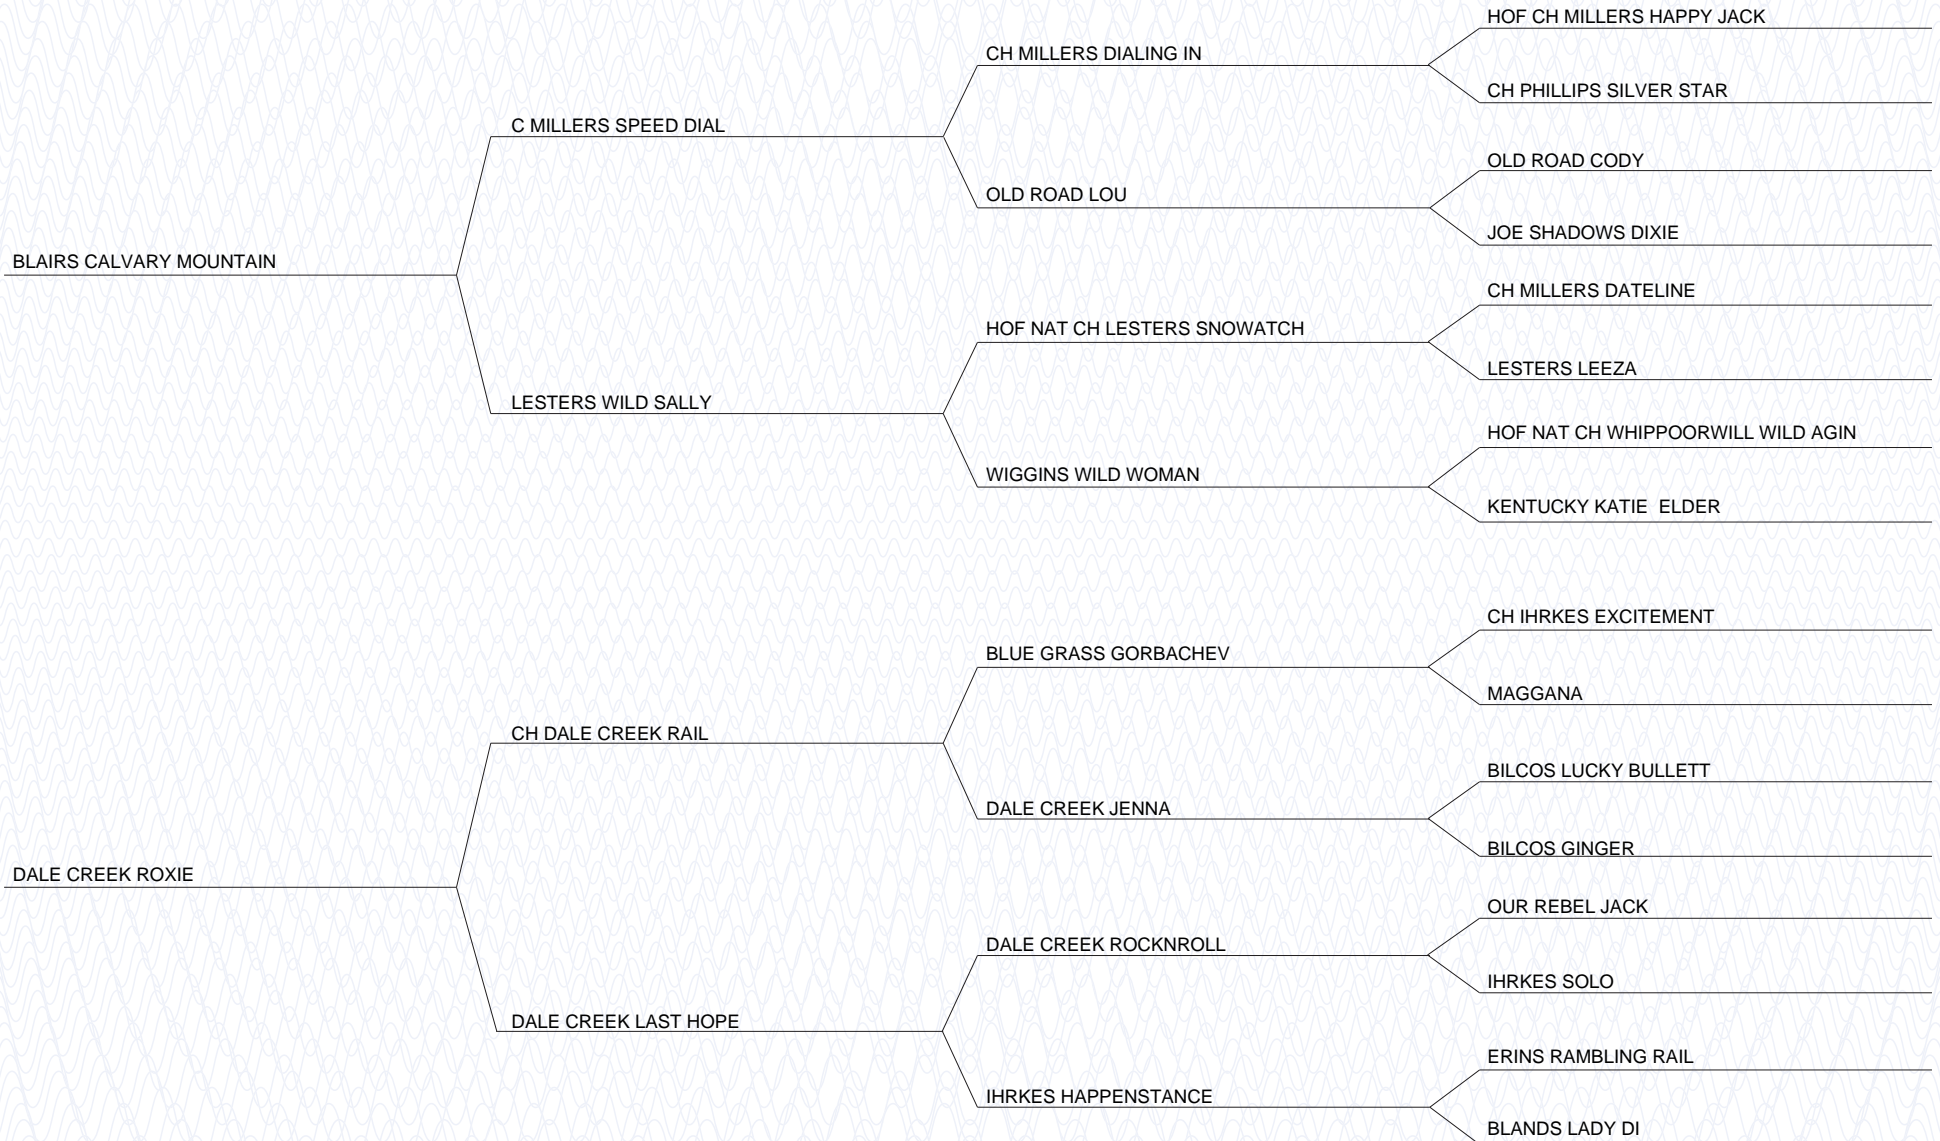 HOF CH MILLERS HAPPY JACK
CH MILLERS DIALING IN
CH PHILLIPS SILVER STAR
C MILLERS SPEED DIAL
OLD ROAD CODY
OLD ROAD LOU
JOE SHADOWS DIXIE
BLAIRS CALVARY MOUNTAIN
CH MILLERS DATELINE
HOF NAT CH LESTERS SNOWATCH
LESTERS LEEZA
LESTERS WILD SALLY
HOF NAT CH WHIPPOORWILL WILD AGIN
WIGGINS WILD WOMAN
KENTUCKY KATIE  ELDER
CH IHRKES EXCITEMENT
BLUE GRASS GORBACHEV
MAGGANA
CH DALE CREEK RAIL
BILCOS LUCKY BULLETT
DALE CREEK JENNA
BILCOS GINGER
DALE CREEK ROXIE
OUR REBEL JACK
DALE CREEK ROCKNROLL
IHRKES SOLO
DALE CREEK LAST HOPE
ERINS RAMBLING RAIL
IHRKES HAPPENSTANCE
BLANDS LADY DI